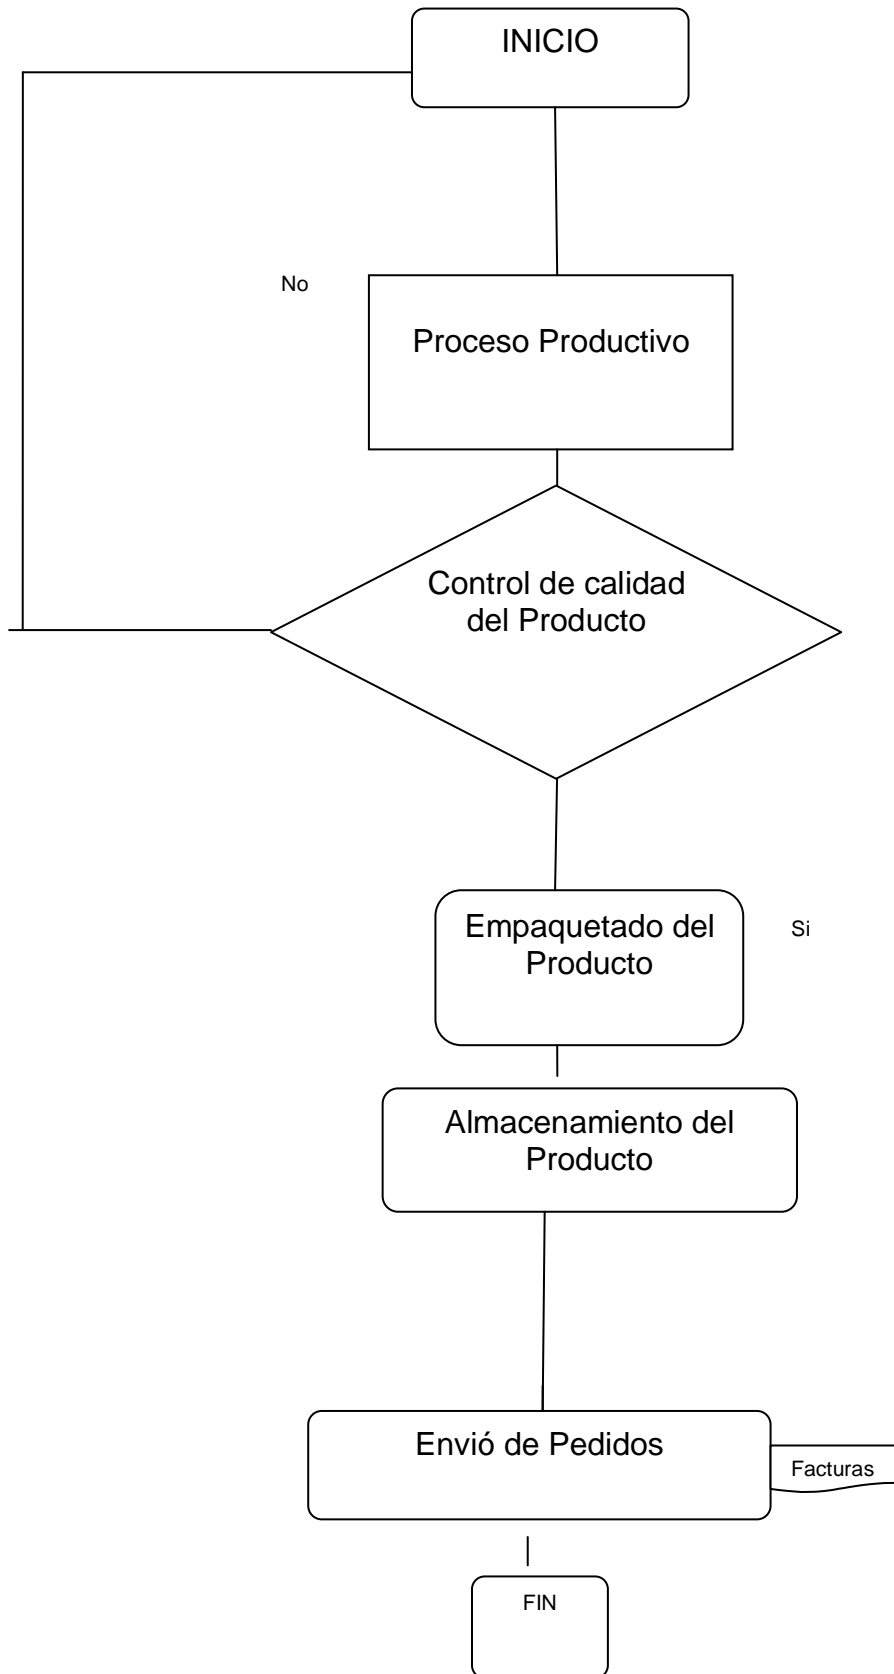 INICIO
No
Proceso Productivo
Control de calidad
del Producto
Empaquetado del
Producto
Si
Almacenamiento del
Producto
Envió de Pedidos
Facturas
FIN